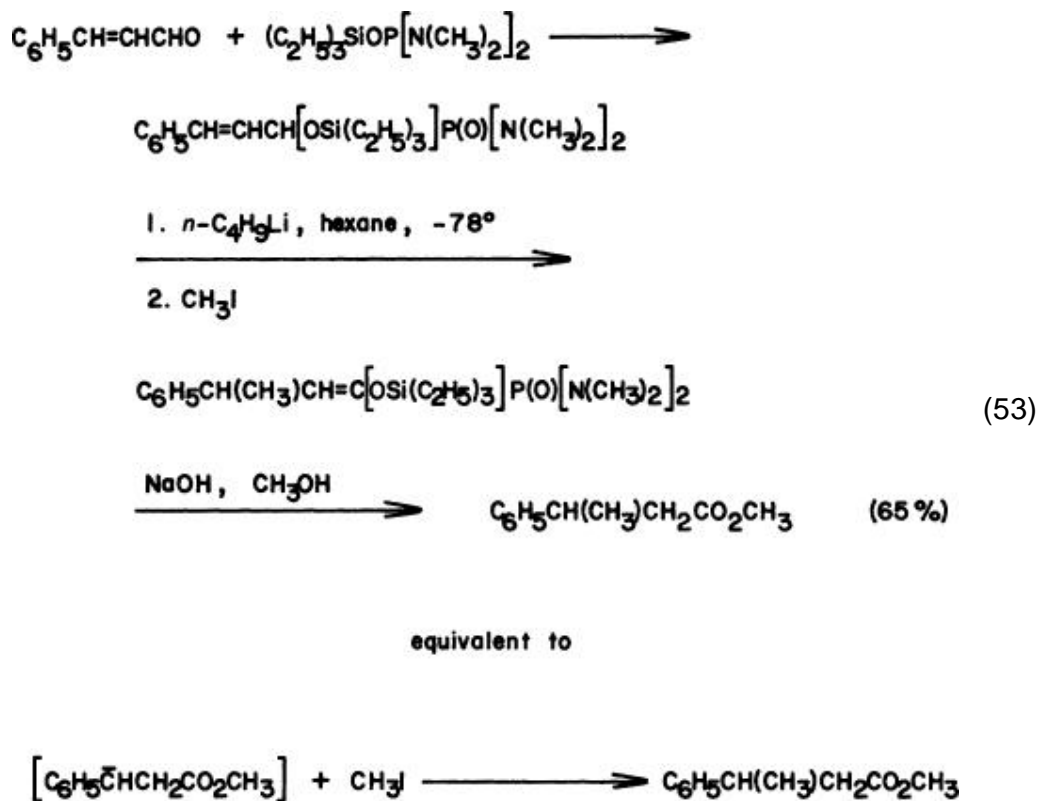 C6H5CH=CHCHO + (C2H5)3SiOP[N(CH3)2]2
C6H5CH=CHCH[OSi(C2H5)3]P(O)[N(CH3)2]2
1. n-C4H9Li, hexane, -78°
2. CH3I
C6H5CH(CH3)CH=C[OSi(C2H5)3]P(O)[N(CH3)2]2
(53)
NaOH, CH3OH
C6H5CH(CH3)CH2CO2CH3 (65%)
equivalent to
[C6H5C̄HCH2CO2CH3] + CH3I ⟶ C6H5CH(CH3)CH2CO2CH3